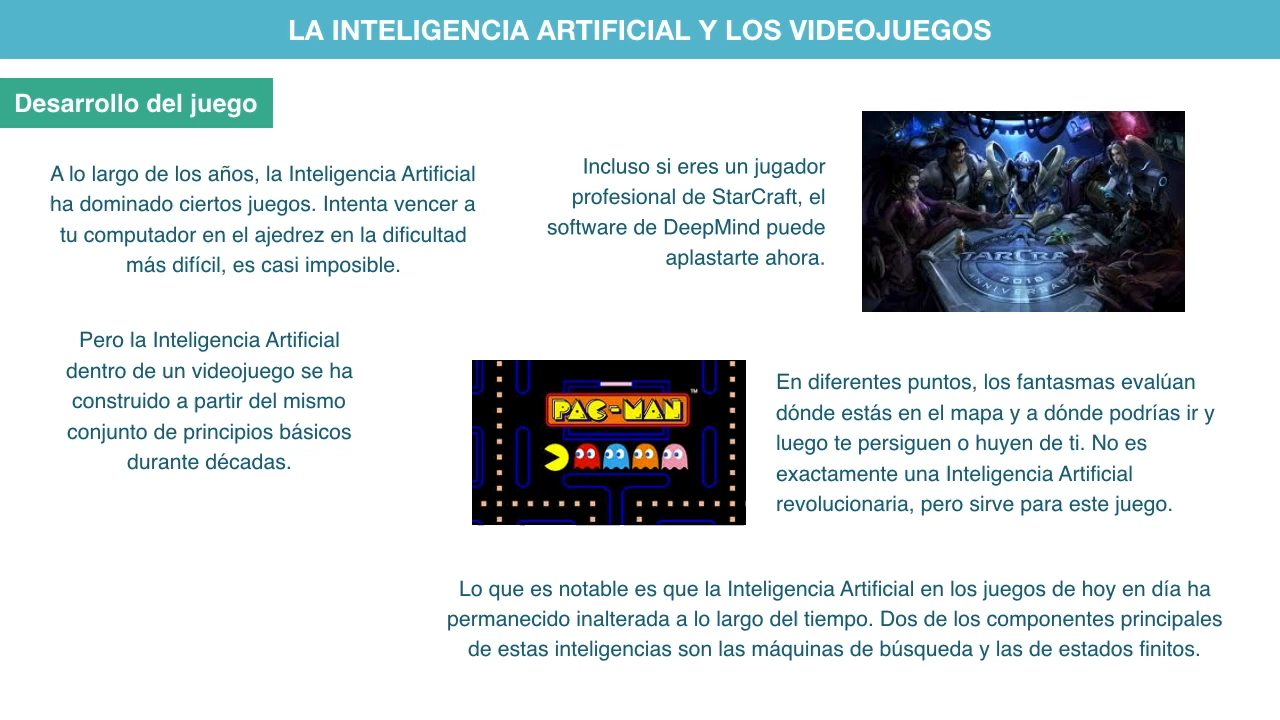 LA INTELIGENCIA ARTIFICIAL Y LOS VIDEOJUEGOS
Desarrollo del juego
A lo largo de los años, la Inteligencia Artificial
ha dominado ciertos juegos. Intenta vencer a
tu computador en el ajedrez en la dificultad
más difícil, es casi imposible.
Incluso si eres un jugador
profesional de StarCraft, el
software de DeepMind puede
aplastarte ahora.
STARCRA
2018
ANNIVERSARY
Pero la Inteligencia Artificial
dentro de un videojuego se ha
construido a partir del mismo
conjunto de principios básicos
durante décadas.
PAC-MAN
™
En diferentes puntos, los fantasmas evalúan
dónde estás en el mapa y a dónde podrías ir y
luego te persiguen o huyen de ti. No es
exactamente una Inteligencia Artificial
revolucionaria, pero sirve para este juego.
Lo que es notable es que la Inteligencia Artificial en los juegos de hoy en día ha
permanecido inalterada a lo largo del tiempo. Dos de los componentes principales
de estas inteligencias son las máquinas de búsqueda y las de estados finitos.